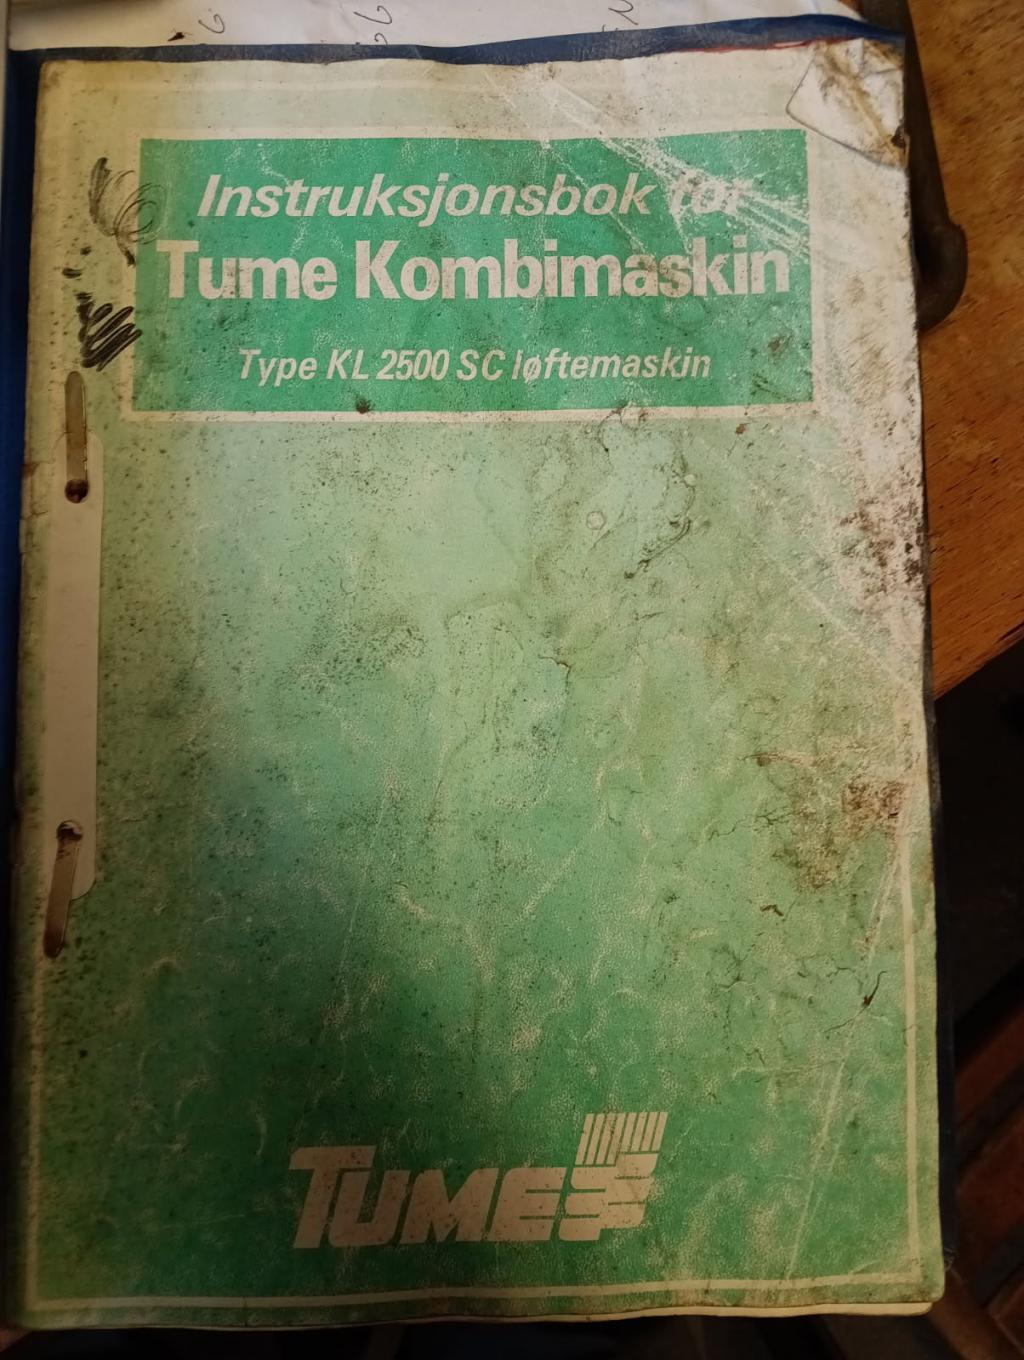 Instruksjonsbok for
Tume Kombimaskin
Type KL 2500 SC løftemaskin
TUME